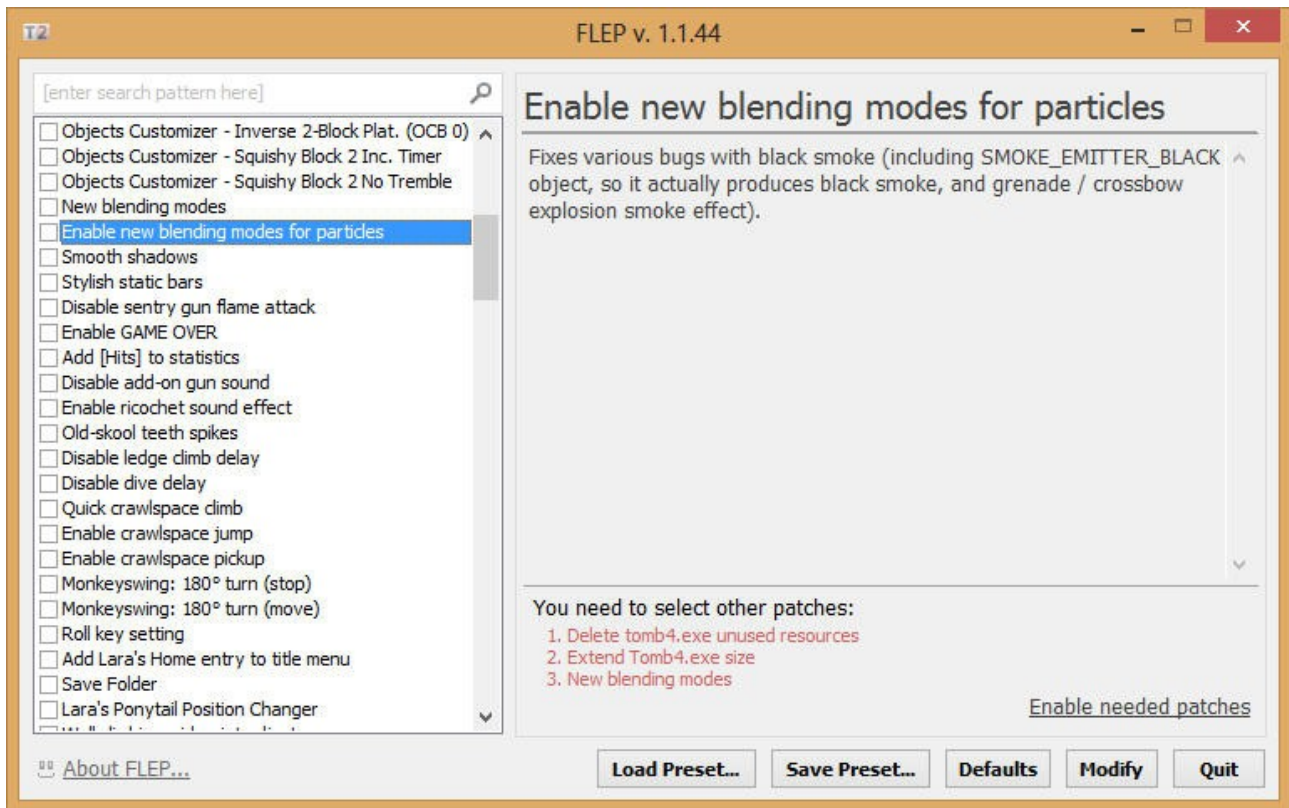 T2
FLEP v. 1.1.44
[enter search pattern here]
Objects Customizer - Inverse 2-Block Plat. (OCB 0)
Objects Customizer - Squishy Block 2 Inc. Timer
Objects Customizer - Squishy Block 2 No Tremble
New blending modes
Enable new blending modes for particles
Smooth shadows
Stylish static bars
Disable sentry gun flame attack
Enable GAME OVER
Add [Hits] to statistics
Disable add-on gun sound
Enable ricochet sound effect
Old-skool teeth spikes
Disable ledge climb delay
Disable dive delay
Quick crawlspace climb
Enable crawlspace jump
Enable crawlspace pickup
Monkeyswing: 180° turn (stop)
Monkeyswing: 180° turn (move)
Roll key setting
Add Lara's Home entry to title menu
Save Folder
Lara's Ponytail Position Changer
Enable new blending modes for particles
Fixes various bugs with black smoke (including SMOKE_EMITTER_BLACK
object, so it actually produces black smoke, and grenade / crossbow
explosion smoke effect).
You need to select other patches:
1. Delete tomb4.exe unused resources
2. Extend Tomb4.exe size
3. New blending modes
Enable needed patches
About FLEP...
Load Preset...
Save Preset...
Defaults
Modify
Quit